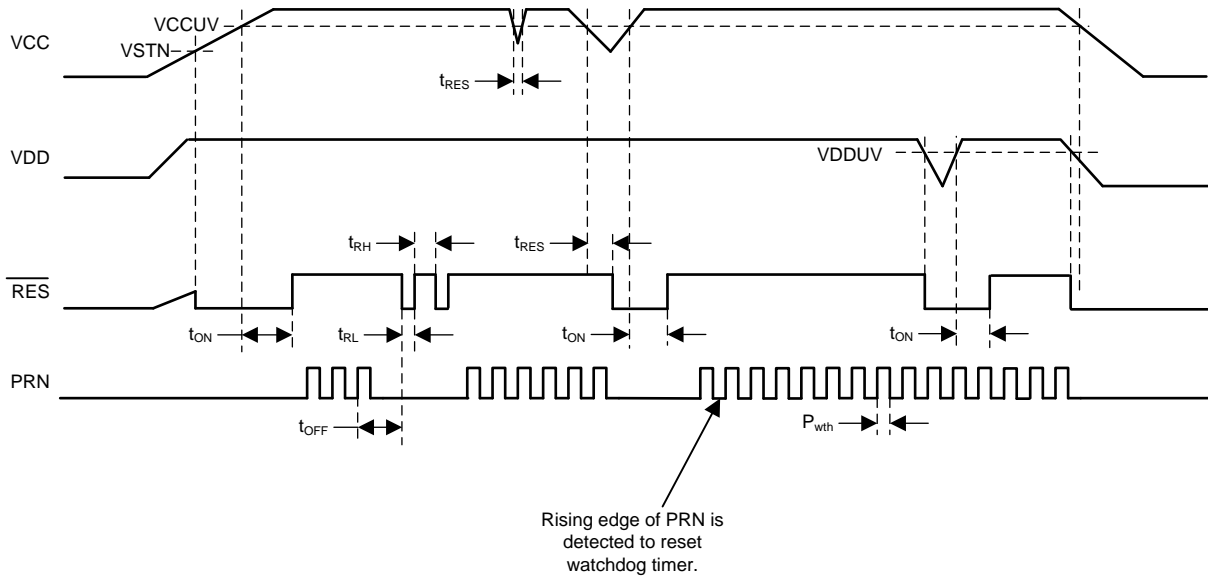 VCCUV
VCC
VSTN
tRES
VDD
VDDUV
tRH
tRES
RES
tON
tRL
tON
tON
PRN
tOFF
Pwth
Rising edge of PRN is
detected to reset
watchdog timer.